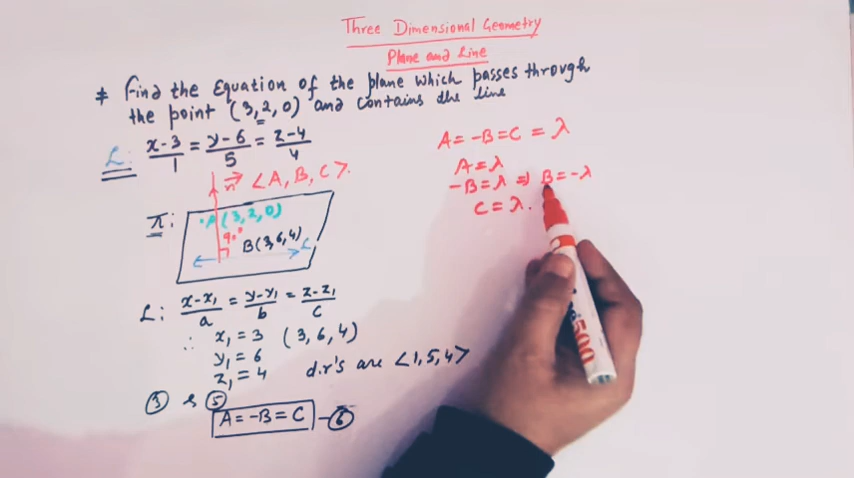 Three Dimensional Geometry
Plane and Line
* Find the Equation of the plane which passes through
the point (3,2,0) and contains the line
L: x-3/1 = y-6/5 = z-4/4
n⃗ <A, B, C>.
π:
A(3,2,0)
90°
B(3,6,4)
L
L: x-x₁/a = y-y₁/b = z-z₁/c
∴ x₁=3 (3,6,4)
y₁=6
z₁=4 d.r's are <1,5,4>
③ & ⑤
A=-B=C -⑥
A=-B=C=λ
A=λ
-B=λ ⇒ B=-λ
C=λ.
500